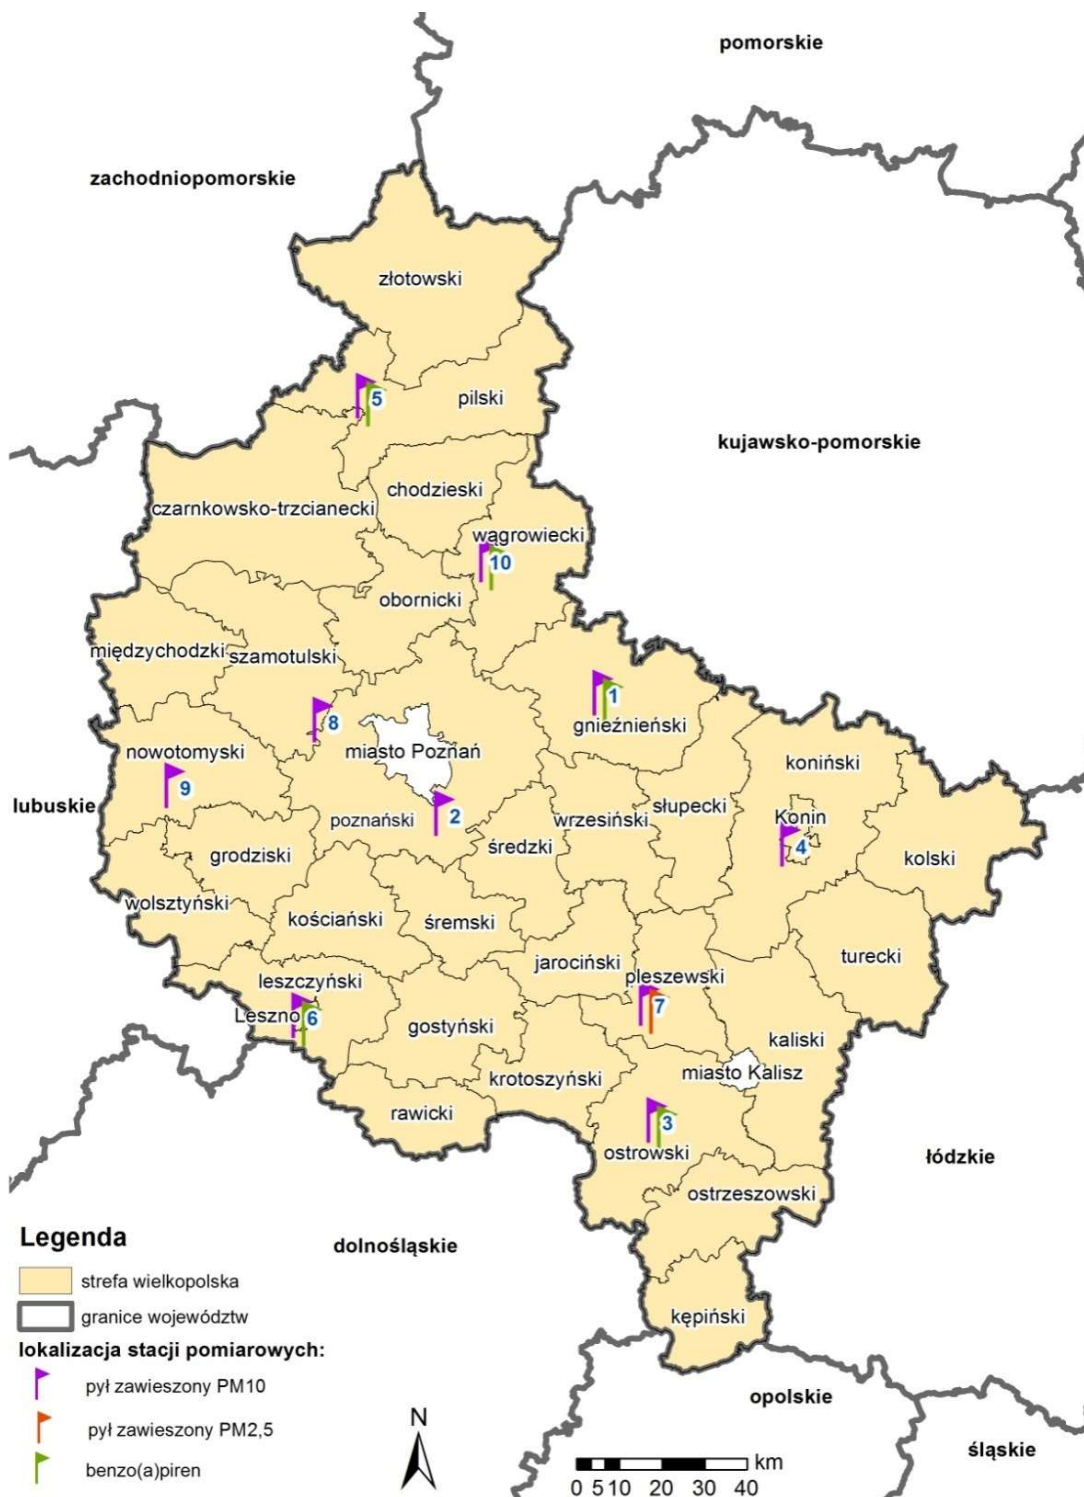 pomorskie
zachodniopomorskie
złotowski
5
pilski
kujawsko-pomorskie
chodzieski
czarnkowsko-trzcianecki
wągrowiecki
10
obornicki
międzychodzki
szamotulski
1
gnieźnieński
8
nowotomyski
miasto Poznań
koniński
9
lubuskie
poznański
2
wrzesiński
słupecki
Konin
4
średzki
grodziski
kolski
wolsztyński
kościański
śremski
jarociński
turecki
leszczyński
pleszewski
7
Leszno
6
gostyński
kaliski
krotoszyński
miasto Kalisz
rawicki
3
ostrowski
łódzkie
ostrzeszowski
dolnośląskie
kępiński
opolskie
śląskie
Legenda
strefa wielkopolska
granice województw
lokalizacja stacji pomiarowych:
pył zawieszony PM10
pył zawieszony PM2,5
benzo(a)piren
N
km
0 5 10 20 30 40